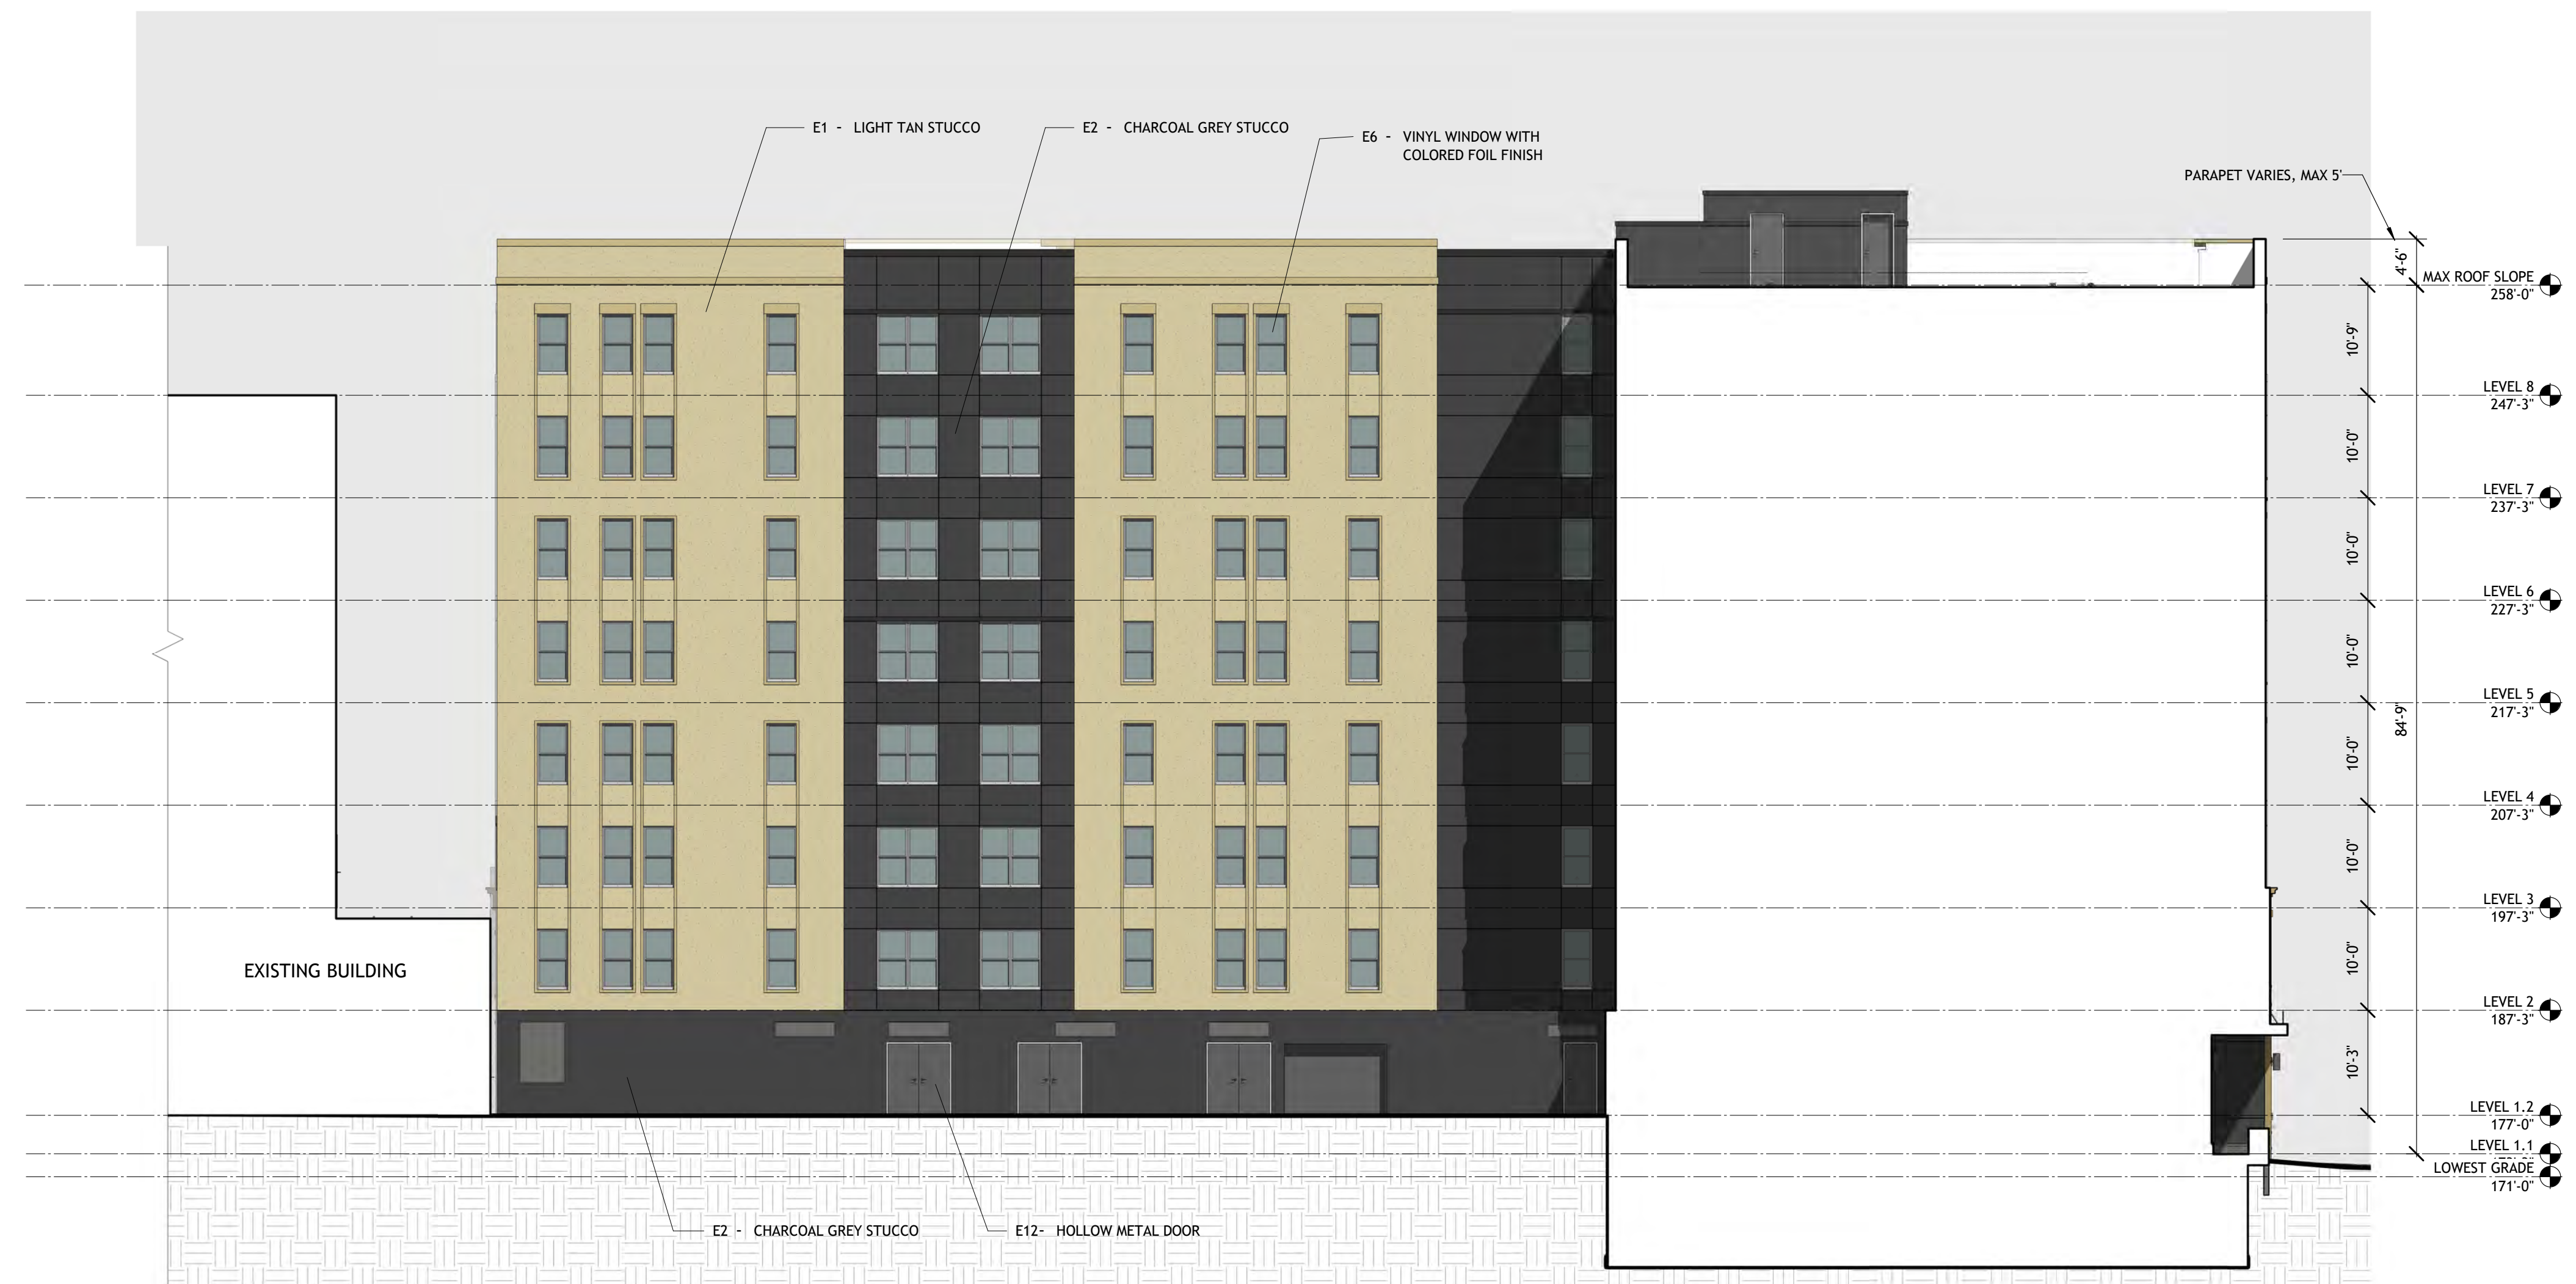 E1 - LIGHT TAN STUCCO
E2 - CHARCOAL GREY STUCCO
E6 - VINYL WINDOW WITH
COLORED FOIL FINISH
PARAPET VARIES, MAX 5'
4'-6"
MAX ROOF SLOPE
258'-0"
10'-9"
LEVEL 8
247'-3"
10'-0"
LEVEL 7
237'-3"
10'-0"
LEVEL 6
227'-3"
10'-0"
LEVEL 5
217'-3"
84'-9"
10'-0"
LEVEL 4
207'-3"
10'-0"
LEVEL 3
197'-3"
EXISTING BUILDING
10'-0"
LEVEL 2
187'-3"
10'-3"
LEVEL 1.2
177'-0"
LEVEL 1.1
LOWEST GRADE
171'-0"
E2 - CHARCOAL GREY STUCCO
E12- HOLLOW METAL DOOR